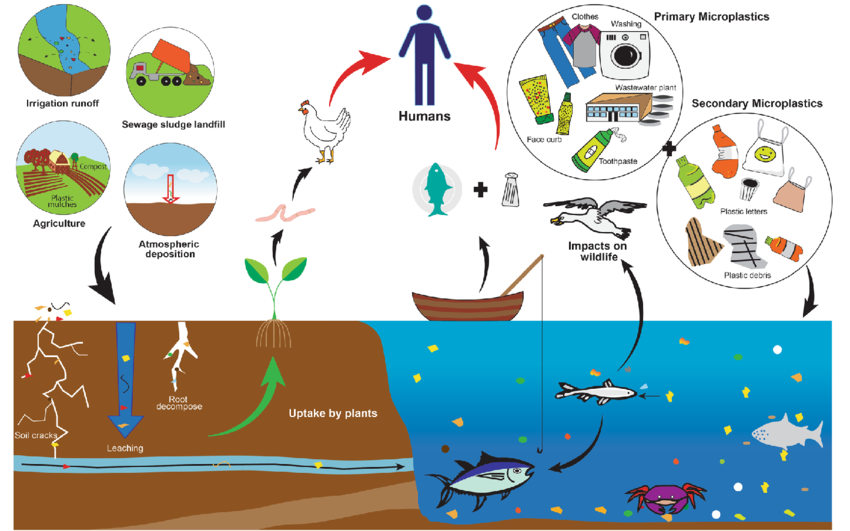 Irrigation runoff
Sewage sludge landfill
Compost
Plastic
mulches
Agriculture
Atmospheric
deposition
Humans
Primary Microplastics
Clothes
Washing
Wastewater plant
Face curb
Toothpaste
Secondary Microplastics
Plastic letters
Plastic debris
Impacts on
wildlife
Soil cracks
Leaching
Root
decompose
Uptake by plants